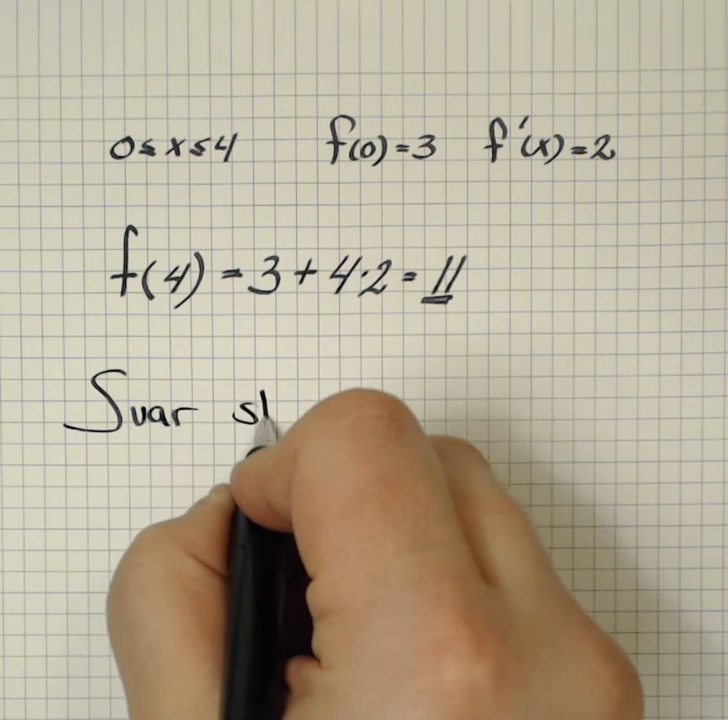 0≤x≤4 f(0)=3 f'(x)=2
f(4)=3+4·2=11
Svar